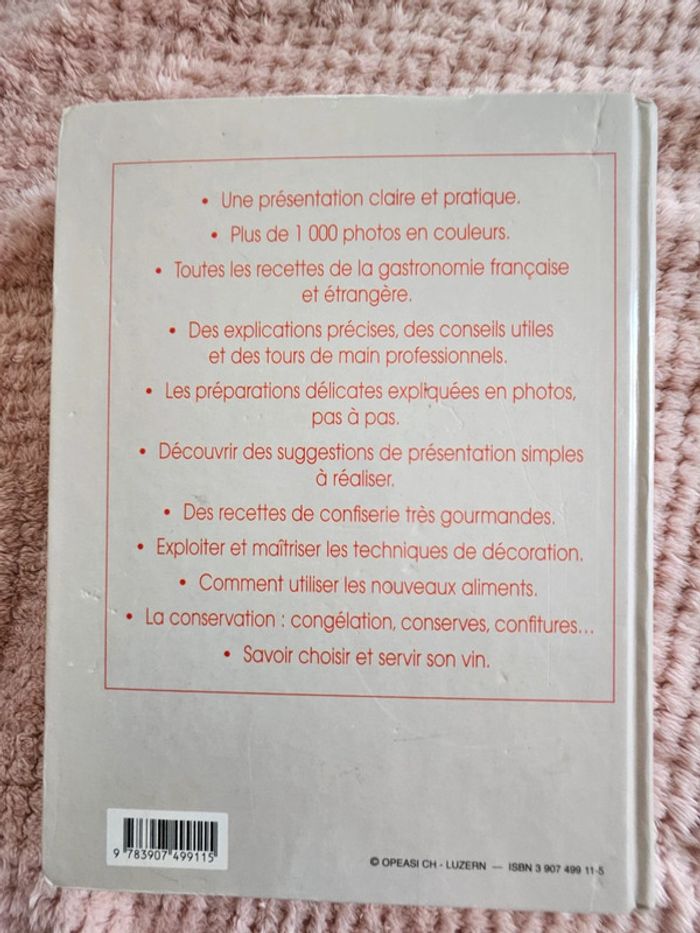 • Une présentation claire et pratique.
• Plus de 1 000 photos en couleurs.
• Toutes les recettes de la gastronomie française
et étrangère.
• Des explications précises, des conseils utiles
et des tours de main professionnels.
• Les préparations délicates expliquées en photos,
pas à pas.
• Découvrir des suggestions de présentation simples
à réaliser.
• Des recettes de confiserie très gourmandes.
• Exploiter et maîtriser les techniques de décoration.
• Comment utiliser les nouveaux aliments.
• La conservation : congélation, conserves, confitures...
• Savoir choisir et servir son vin.
9 783907 499115
© OPEASI CH - LUZERN — ISBN 3 907 499 11-5